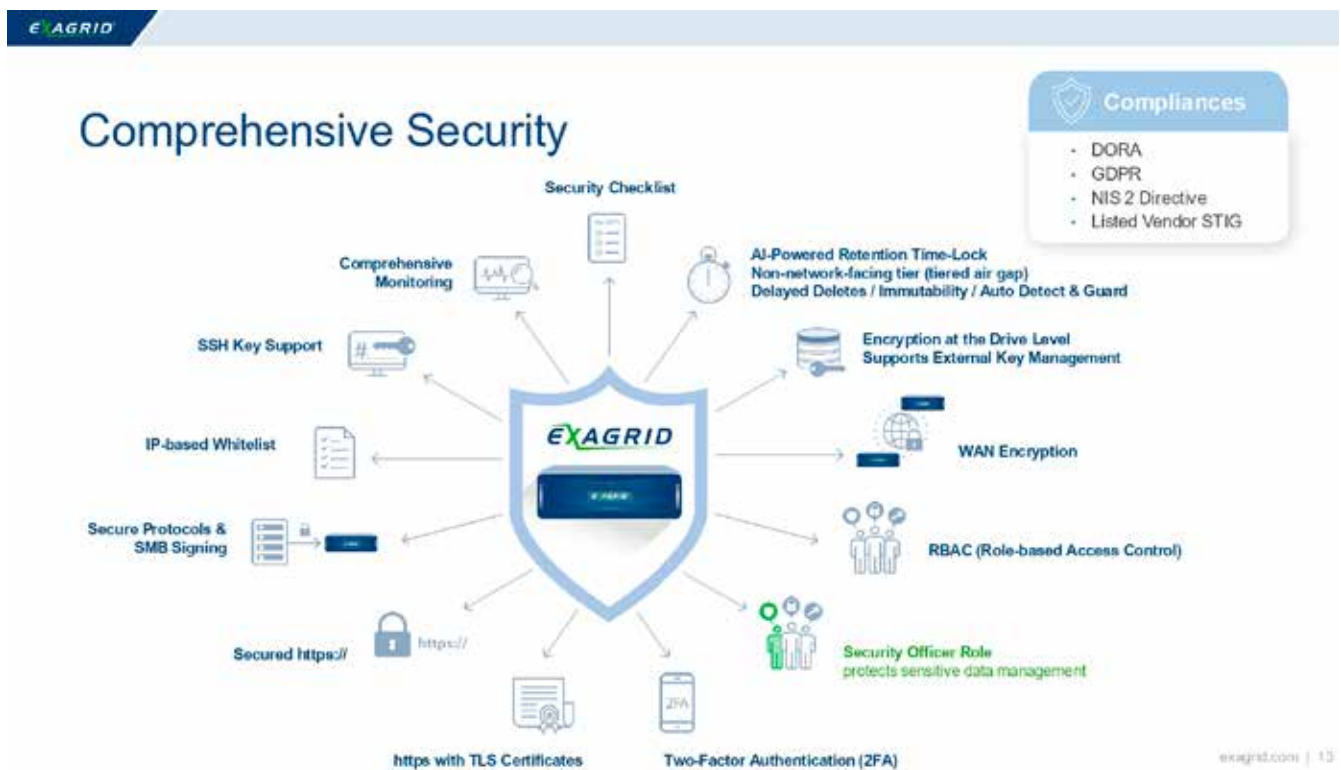 EXAGRID
Comprehensive Security
Compliances
• DORA
• GDPR
• NIS 2 Directive
• Listed Vendor STIG
Security Checklist
Comprehensive
Monitoring
AI-Powered Retention Time-Lock
Non-network-facing tier (tiered air gap)
Delayed Deletes / Immutability / Auto Detect & Guard
SSH Key Support
#
Encryption at the Drive Level
Supports External Key Management
EXAGRID
EXAGRID
IP-based Whitelist
WAN Encryption
Secure Protocols &
SMB Signing
RBAC (Role-based Access Control)
Secured https://
https://
Security Officer Role
protects sensitive data management
2FA
https with TLS Certificates
Two-Factor Authentication (2FA)
exagrid.com | 13